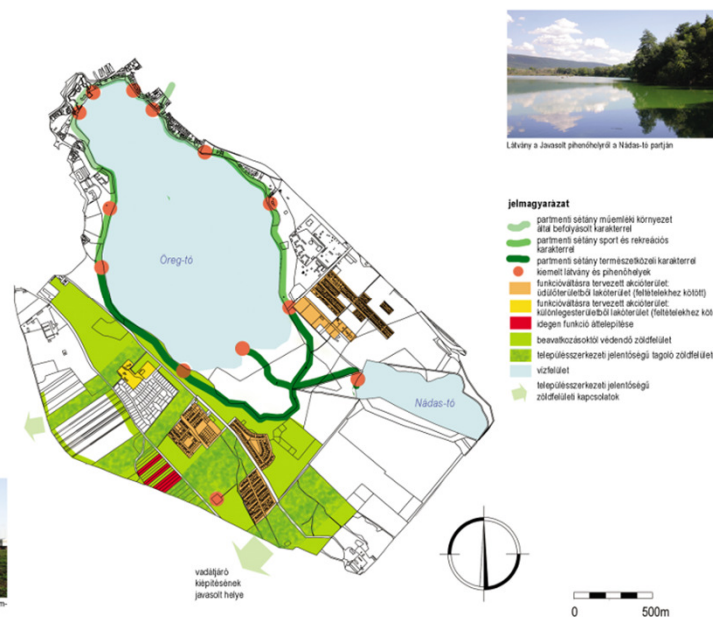 Látvány a Javasolt pihenőhelyről a Nádas-tó partján
jelmagyarázat
partmenti sétány műemléki környezet
által befolyásolt karakterrel
partmenti sétány sport és rekreációs
karakterrel
partmenti sétány természetközeli karakterrel
kiemelt látvány és pihenőhelyek
funkcióváltásra tervezett akcióterület:
üdülőterületből lakóterület (feltételekhez kötött)
funkcióváltásra tervezett akcióterület:
különlegesterületből lakóterület (feltételekhez
idegen funkció áttelepítése
beavatkozásoktól védendő zöldfelület
településszerkezeti jelentőségű tagoló zöldfelület
vízfelület
településszerkezeti jelentőségű
zöldfelületi kapcsolatok
Öreg-tó
Nádas-tó
vadátjáró
kiépítésének
javasolt helye
0 500m